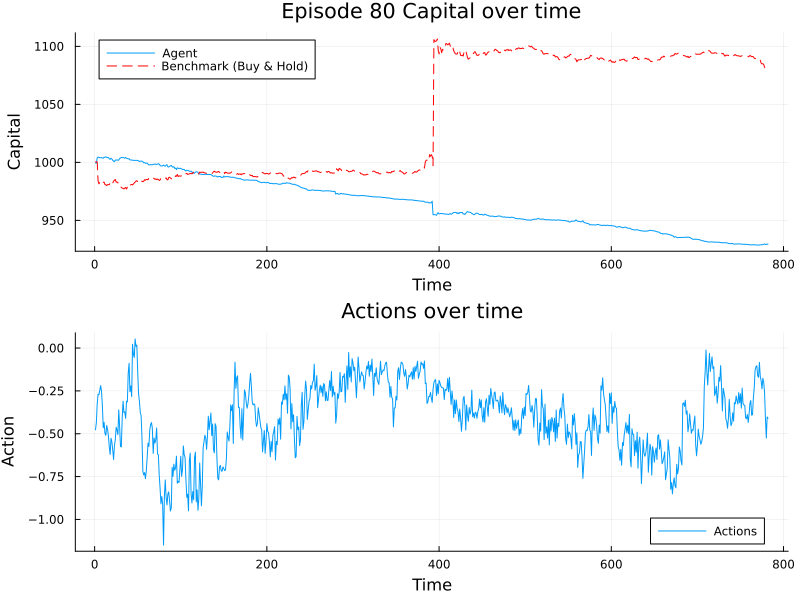 Episode 80 Capital over time
Capital
1100
1050
1000
950
Agent
Benchmark (Buy & Hold)
0
200
400
600
800
Time
Actions over time
Action
0.00
−0.25
−0.50
−0.75
−1.00
Actions
0
200
400
600
800
Time